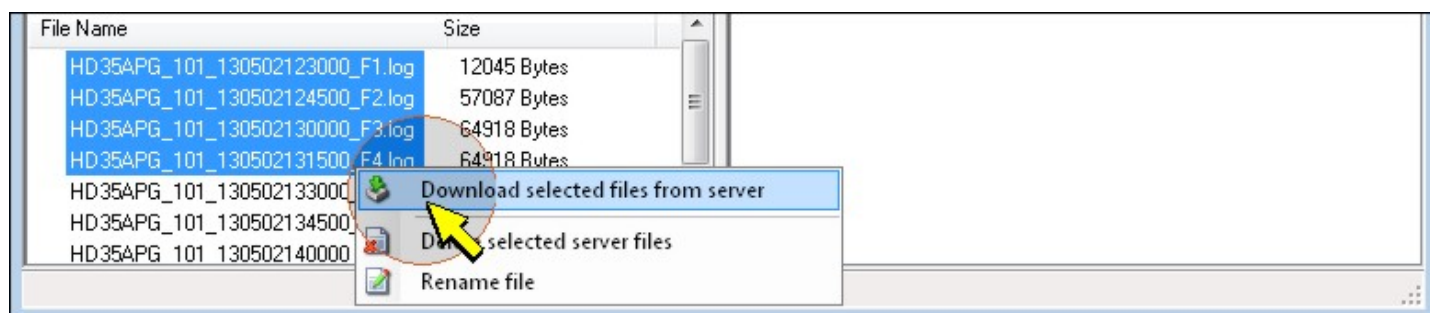 File Name Size
HD35APG_101_130502123000_F1.log 12045 Bytes
HD35APG_101_130502124500_F2.log 57087 Bytes
HD35APG_101_130502130000_F3.log 64918 Bytes
HD35APG_101_130502131500_F4.log 64918 Bytes
HD35APG_101_130502133000
Download selected files from server
HD35APG_101_130502134500
selected server files
HD35APG_101_130502140000
Rename file